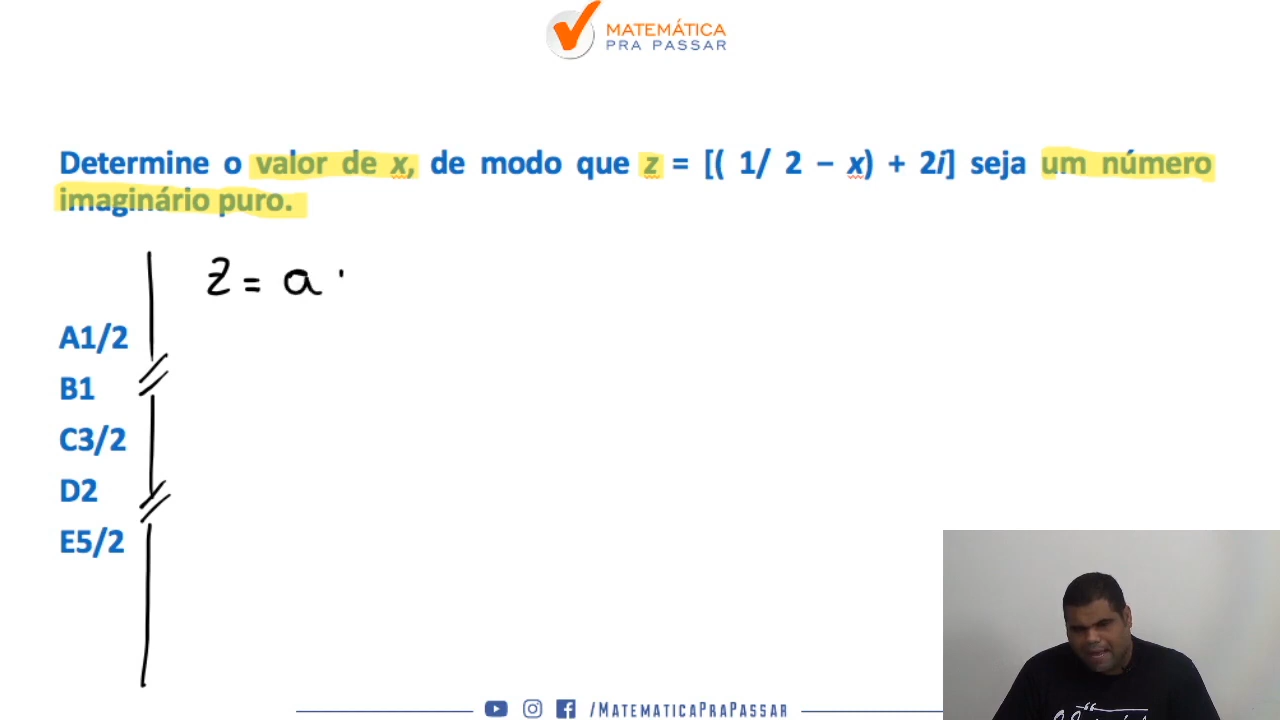 MATEMÁTICA
PRA PASSAR
Determine o valor de x, de modo que z = [( 1/ 2 – x) + 2i] seja um número
imaginário puro.
z = a
A1/2
B1
C3/2
D2
E5/2
/MATEMATICAPRAPASSAR